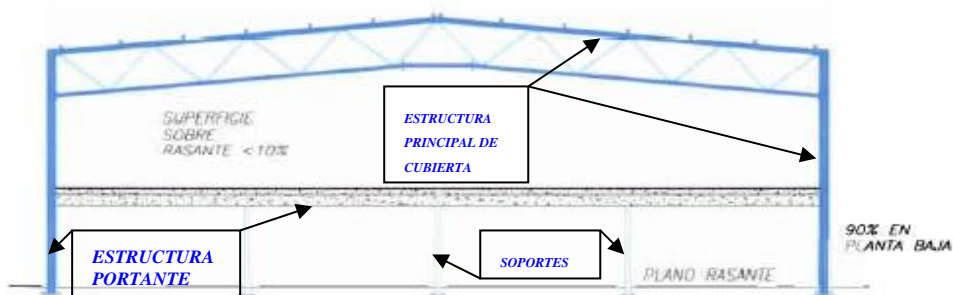 SUPERFICIE
SOBRE
RASANTE <10%
ESTRUCTURA
PRINCIPAL DE
CUBIERTA
ESTRUCTURA
PORTANTE
SOPORTES
PLANO RASANTE
90% EN
PLANTA BAJA